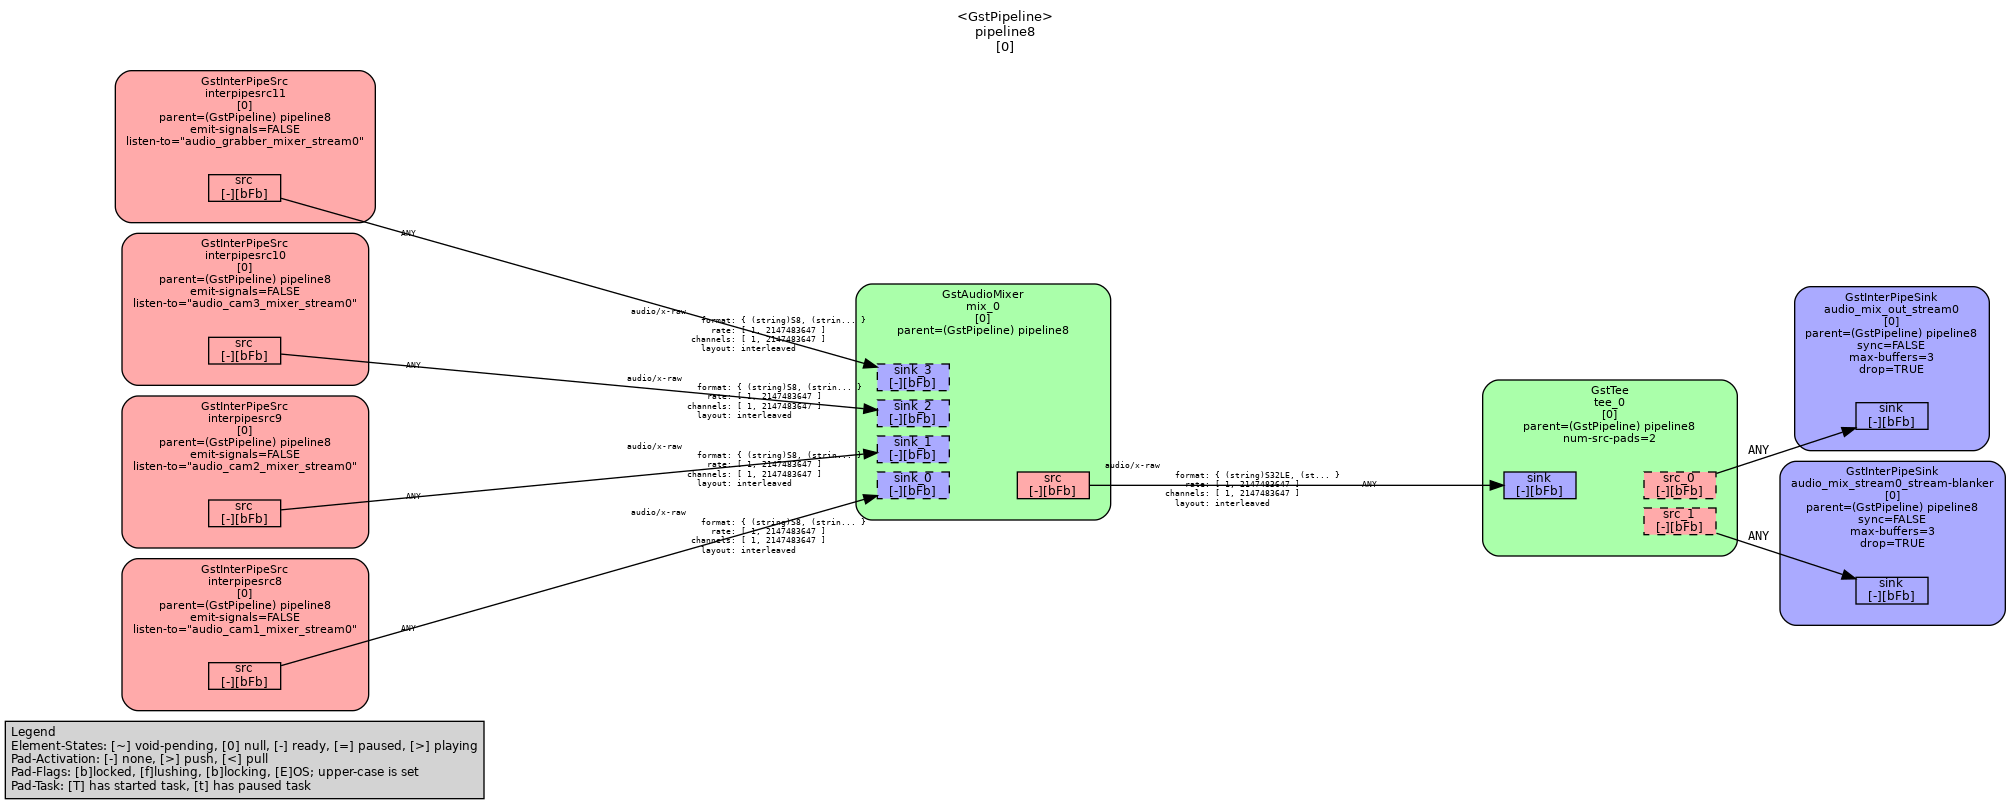 <GstPipeline>
pipeline8
[0]
GstInterPipeSrc
interpipesrc11
[0]
parent=(GstPipeline) pipeline8
emit-signals=FALSE
listen-to="audio_grabber_mixer_stream0"
src
[-][bFb]
GstInterPipeSrc
interpipesrc10
[0]
parent=(GstPipeline) pipeline8
emit-signals=FALSE
listen-to="audio_cam3_mixer_stream0"
src
[-][bFb]
GstInterPipeSrc
interpipesrc9
[0]
parent=(GstPipeline) pipeline8
emit-signals=FALSE
listen-to="audio_cam2_mixer_stream0"
src
[-][bFb]
GstInterPipeSrc
interpipesrc8
[0]
parent=(GstPipeline) pipeline8
emit-signals=FALSE
listen-to="audio_cam1_mixer_stream0"
src
[-][bFb]
ANY
ANY
ANY
ANY
audio/x-raw
format: { (string)S8, (strin... }
rate: [ 1, 2147483647 ]
channels: [ 1, 2147483647 ]
layout: interleaved
audio/x-raw
format: { (string)S8, (strin... }
rate: [ 1, 2147483647 ]
channels: [ 1, 2147483647 ]
layout: interleaved
audio/x-raw
format: { (string)S8, (strin... }
rate: [ 1, 2147483647 ]
channels: [ 1, 2147483647 ]
layout: interleaved
audio/x-raw
format: { (string)S8, (strin... }
rate: [ 1, 2147483647 ]
channels: [ 1, 2147483647 ]
layout: interleaved
GstAudioMixer
mix_0
[0]
parent=(GstPipeline) pipeline8
sink_3
[-][bFb]
sink_2
[-][bFb]
sink_1
[-][bFb]
sink_0
[-][bFb]
src
[-][bFb]
audio/x-raw
format: { (string)S32LE, (st... }
rate: [ 1, 2147483647 ]
channels: [ 1, 2147483647 ]
layout: interleaved
ANY
GstTee
tee_0
[0]
parent=(GstPipeline) pipeline8
num-src-pads=2
sink
[-][bFb]
src_0
[-][bFb]
src_1
[-][bFb]
ANY
ANY
GstInterPipeSink
audio_mix_out_stream0
[0]
parent=(GstPipeline) pipeline8
sync=FALSE
max-buffers=3
drop=TRUE
sink
[-][bFb]
GstInterPipeSink
audio_mix_stream0_stream-blanker
[0]
parent=(GstPipeline) pipeline8
sync=FALSE
max-buffers=3
drop=TRUE
sink
[-][bFb]
Legend
Element-States: [~] void-pending, [0] null, [-] ready, [=] paused, [>] playing
Pad-Activation: [-] none, [>] push, [<] pull
Pad-Flags: [b]locked, [f]lushing, [b]locking, [E]OS; upper-case is set
Pad-Task: [T] has started task, [t] has paused task